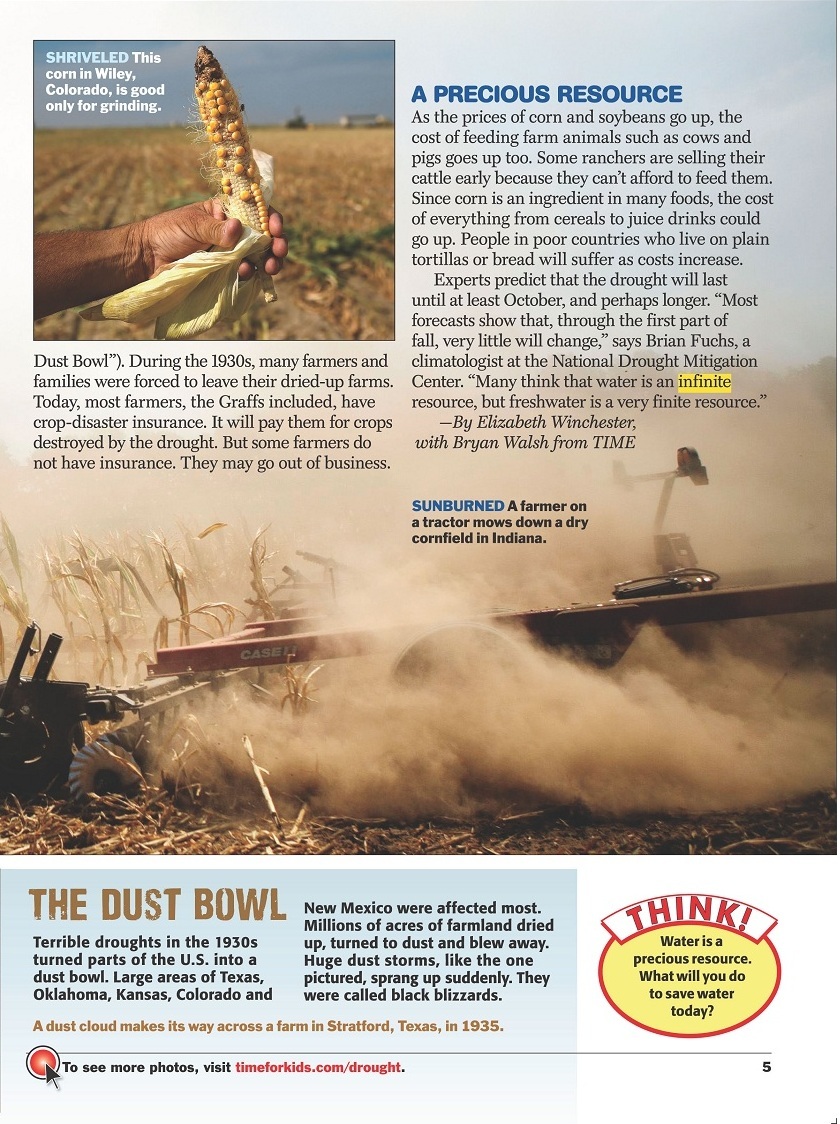 SHRIVELED This
corn in Wiley,
Colorado, is good
only for grinding.
Dust Bowl”). During the 1930s, many farmers and
families were forced to leave their dried-up farms.
Today, most farmers, the Graffs included, have
crop-disaster insurance. It will pay them for crops
destroyed by the drought. But some farmers do
not have insurance. They may go out of business.
A PRECIOUS RESOURCE
As the prices of corn and soybeans go up, the
cost of feeding farm animals such as cows and
pigs goes up too. Some ranchers are selling their
cattle early because they can’t afford to feed them.
Since corn is an ingredient in many foods, the cost
of everything from cereals to juice drinks could
go up. People in poor countries who live on plain
tortillas or bread will suffer as costs increase.
Experts predict that the drought will last
until at least October, and perhaps longer. “Most
forecasts show that, through the first part of
fall, very little will change,” says Brian Fuchs, a
climatologist at the National Drought Mitigation
Center. “Many think that water is an infinite
resource, but freshwater is a very finite resource.”
—By Elizabeth Winchester,
with Bryan Walsh from TIME
SUNBURNED A farmer on
a tractor mows down a dry
cornfield in Indiana.
CASE IH
THE DUST BOWL
Terrible droughts in the 1930s
turned parts of the U.S. into a
dust bowl. Large areas of Texas,
Oklahoma, Kansas, Colorado and
New Mexico were affected most.
Millions of acres of farmland dried
up, turned to dust and blew away.
Huge dust storms, like the one
pictured, sprang up suddenly. They
were called black blizzards.
A dust cloud makes its way across a farm in Stratford, Texas, in 1935.
THINK!
Water is a
precious resource.
What will you do
to save water
today?
To see more photos, visit timeforkids.com/drought.
5